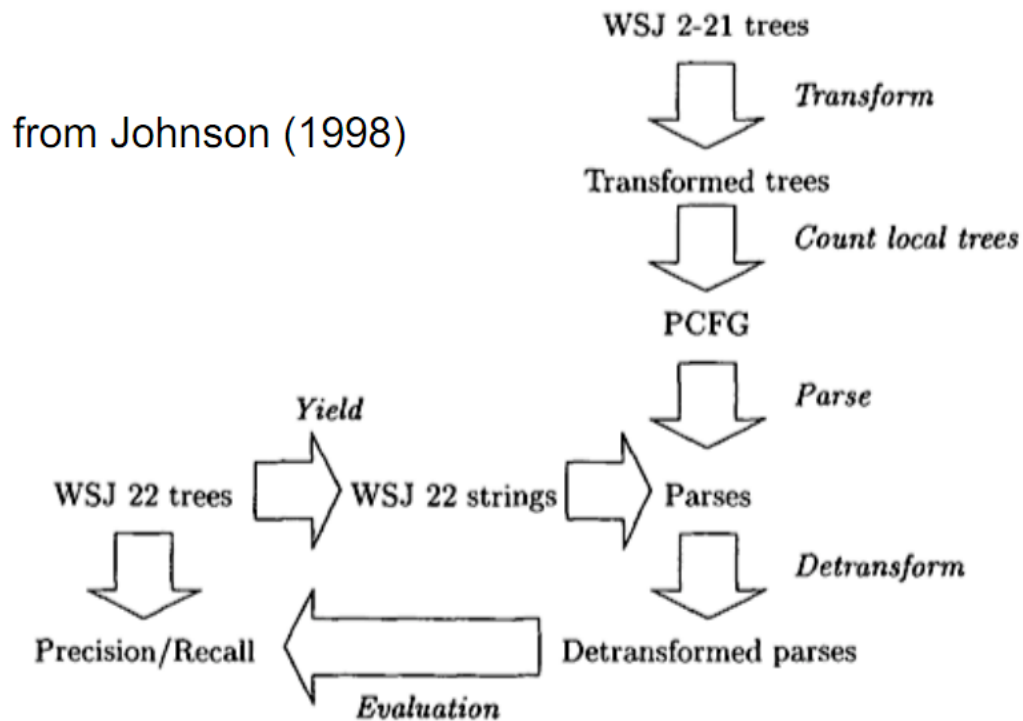 WSJ 2-21 trees
Transform
from Johnson (1998)
Transformed trees
Count local trees
PCFG
Parse
Yield
WSJ 22 trees
WSJ 22 strings
Parses
Detransform
Precision/Recall
Detransformed parses
Evaluation